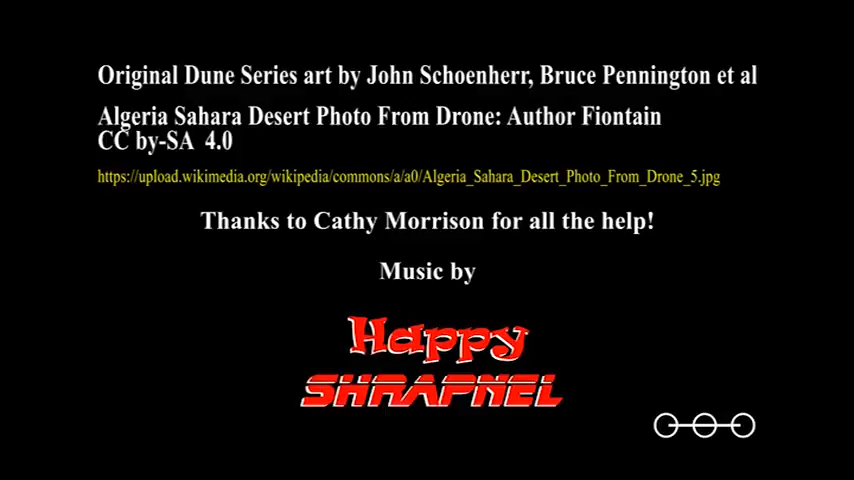 Original Dune Series art by John Schoenherr, Bruce Pennington et al
Algeria Sahara Desert Photo From Drone: Author Fiontain
CC by-SA 4.0
https://upload.wikimedia.org/wikipedia/commons/a/a0/Algeria_Sahara_Desert_Photo_From_Drone_5.jpg
Thanks to Cathy Morrison for all the help!
Music by
Happy
SHRAPNEL